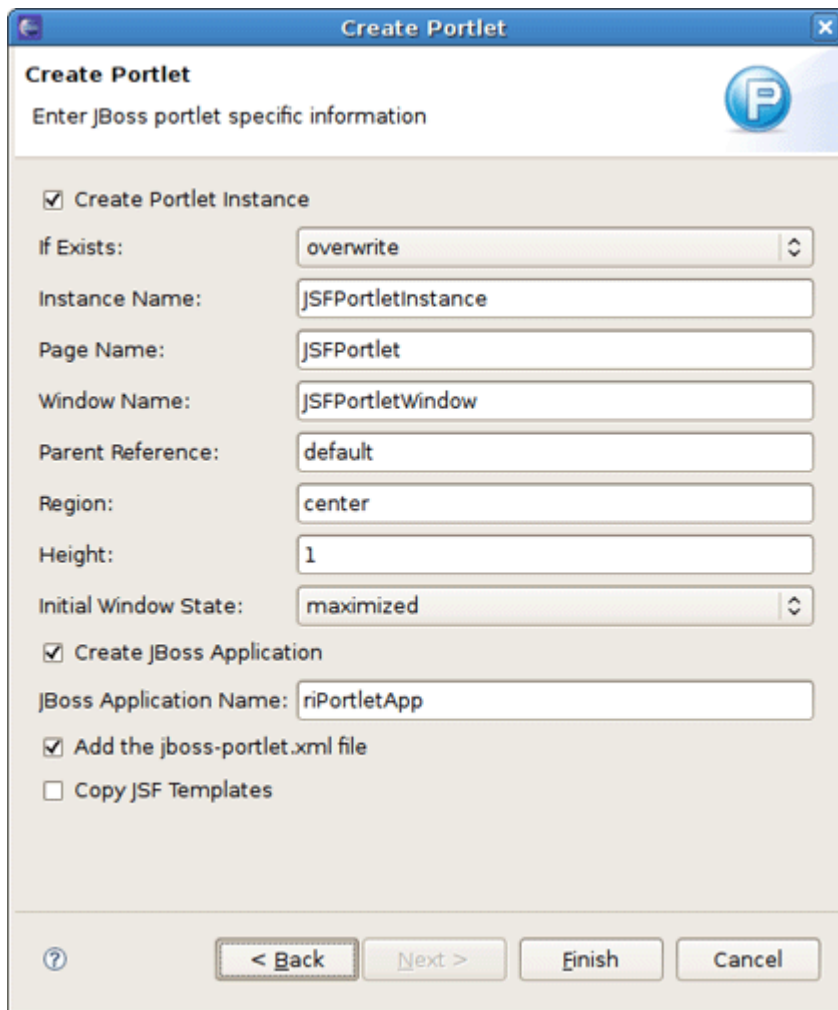 Create Portlet
Create Portlet
Enter JBoss portlet specific information
P
Create Portlet Instance
If Exists: overwrite
Instance Name: JSFPortletInstance
Page Name: JSFPortlet
Window Name: JSFPortletWindow
Parent Reference: default
Region: center
Height: 1
Initial Window State: maximized
Create JBoss Application
JBoss Application Name: riPortletApp
Add the jboss-portlet.xml file
Copy JSF Templates
? < Back Next > Finish Cancel